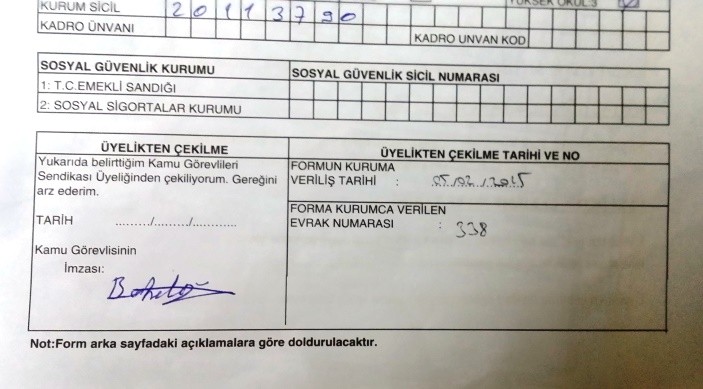 KURUM SİCİL 2 0 1 1 3 7 9 0
KADRO ÜNVANI
KADRO UNVAN KOD
SOSYAL GÜVENLİK KURUMU
SOSYAL GÜVENLİK SİCİL NUMARASI
1: T.C.EMEKLİ SANDIĞI
2: SOSYAL SİGORTALAR KURUMU
ÜYELİKTEN ÇEKİLME
Yukarıda belirttiğim Kamu Görevlileri
Sendikası Üyeliğinden çekiliyorum. Gereğini
arz ederim.
TARİH ........./........./...........
Kamu Görevlisinin
İmzası:
ÜYELİKTEN ÇEKİLME TARİHİ VE NO
FORMUN KURUMA
VERİLİŞ TARİHİ : 05/02/2015
FORMA KURUMCA VERİLEN
EVRAK NUMARASI : 338
Not:Form arka sayfadaki açıklamalara göre doldurulacaktır.